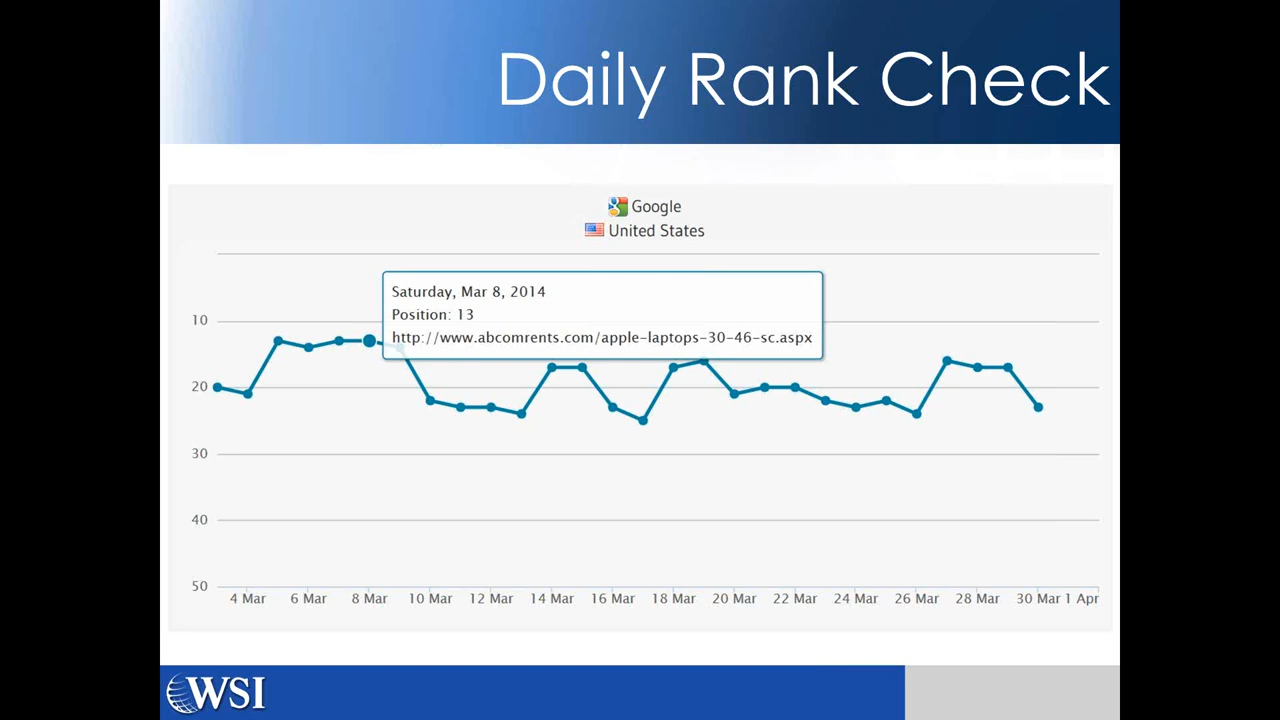 Daily Rank Check
Google
United States
Saturday, Mar 8, 2014
Position: 13
http://www.abcomrents.com/apple-laptops-30-46-sc.aspx
10
20
30
40
50
4 Mar 6 Mar 8 Mar 10 Mar 12 Mar 14 Mar 16 Mar 18 Mar 20 Mar 22 Mar 24 Mar 26 Mar 28 Mar 30 Mar 1 Apr
WSI